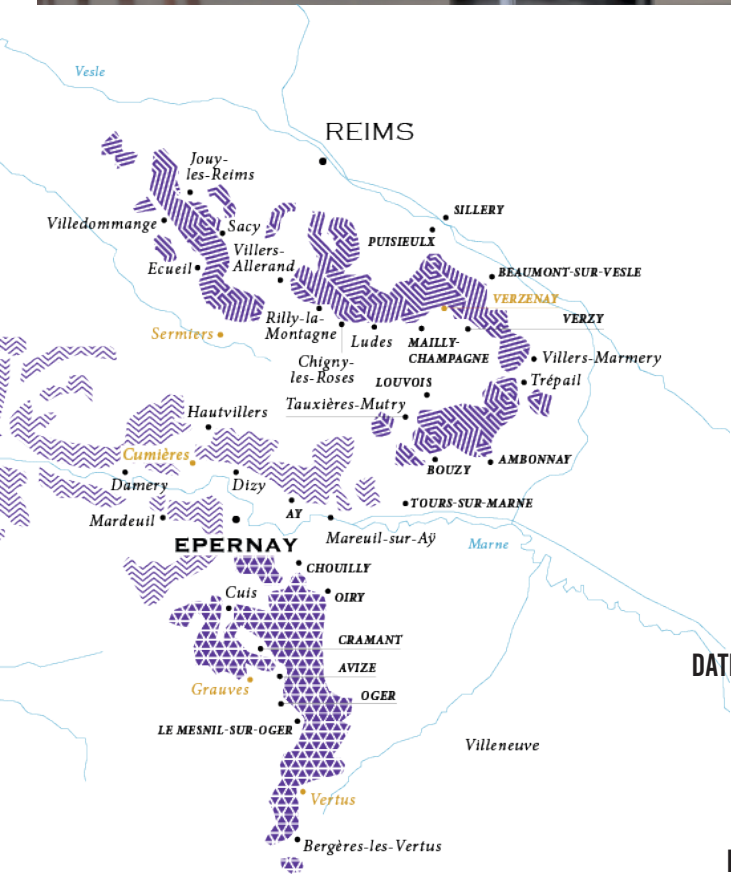 Vesle
REIMS
Jouy-
les-Reims
SILLERY
Villedommange
Sacy
PUISIEULX
Villers-
Allerand
Ecueil
BEAUMONT-SUR-VESLE
VERZENAY
Rilly-la-
Montagne
VERZY
Sermiers
Ludes
MAILLY-
CHAMPAGNE
Chigny-
les-Roses
Villers-Marmery
LOUVOIS
Trépail
Tauxières-Mutry
Hautvillers
Cumières
BOUZY
AMBONNAY
Damery
Dizy
TOURS-SUR-MARNE
AY
Mardeuil
Mareuil-sur-Aÿ
Marne
EPERNAY
CHOUILLY
Cuis
OIRY
CRAMANT
AVIZE
DAT
Grauves
OGER
LE MESNIL-SUR-OGER
Villeneuve
Vertus
Bergères-les-Vertus